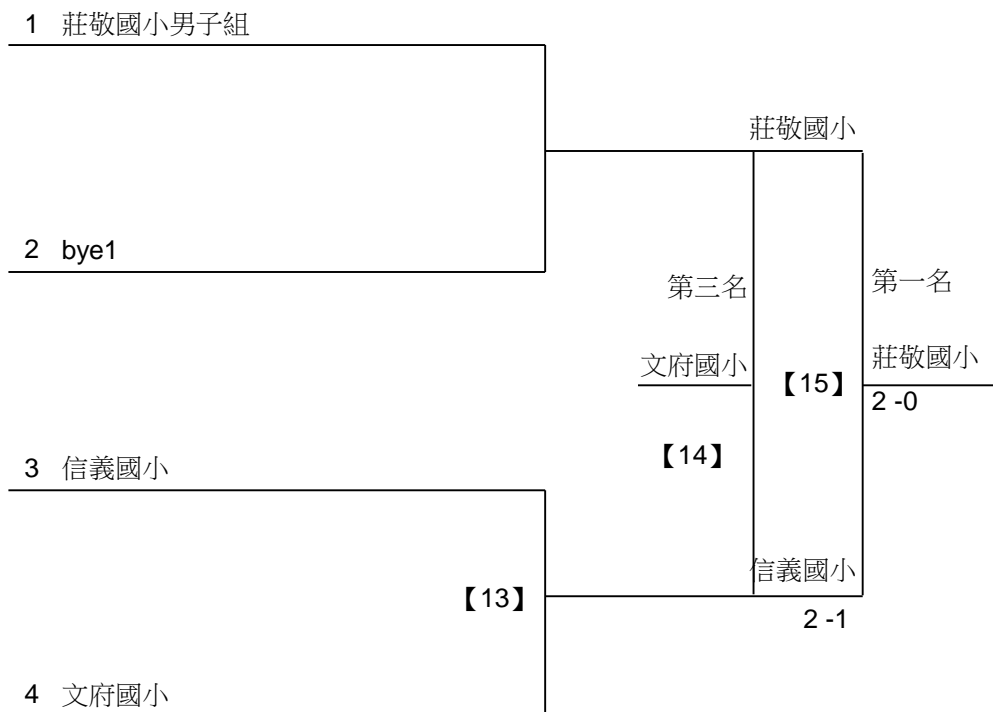 1 莊敬國小男子組
莊敬國小
2 bye1
第三名
第一名
文府國小
【15】
莊敬國小
2 -0
【14】
3 信義國小
信義國小
【13】
2 -1
4 文府國小